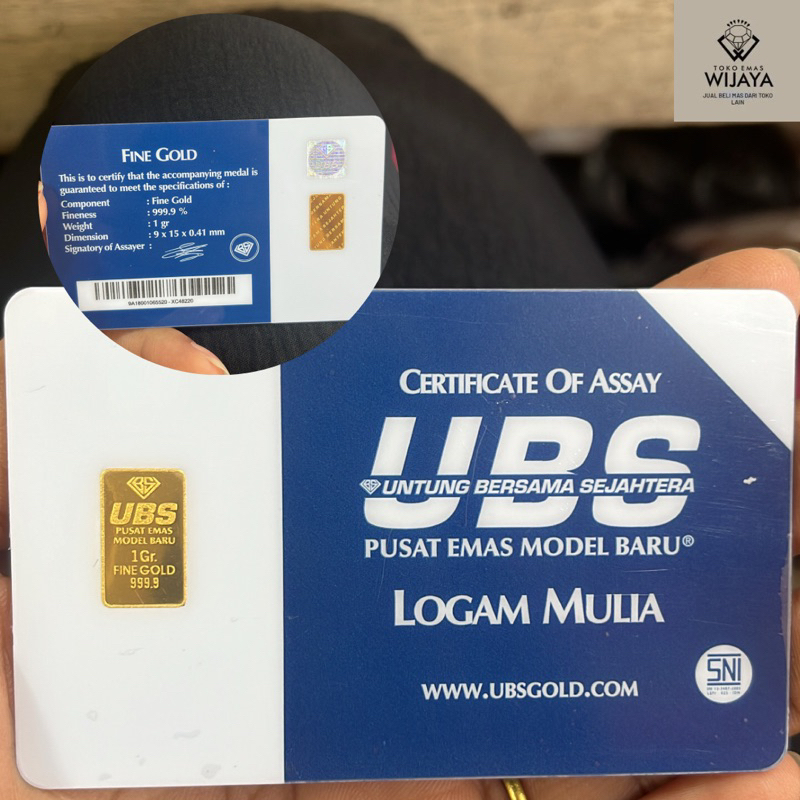 TOKO EMAS
WIJAYA
JUAL BELI MAS DARI TOKO
LAIN
FINE GOLD
This is to certify that the accompanying medal is
guaranteed to meet the specifications of :
Component : Fine Gold
Fineness : 999.9 %
Weight : 1 gr
Dimension : 9 x 15 x 0.41 mm
Signatory of Assayer :
CERTIFICATE OF ASSAY
UBS
UNTUNG BERSAMA SEJAHTERA
PUSAT EMAS MODEL BARU®
LOGAM MULIA
WWW.UBSGOLD.COM
SNI
UBS
PUSAT EMAS
MODEL BARU
1 Gr.
FINE GOLD
999.9